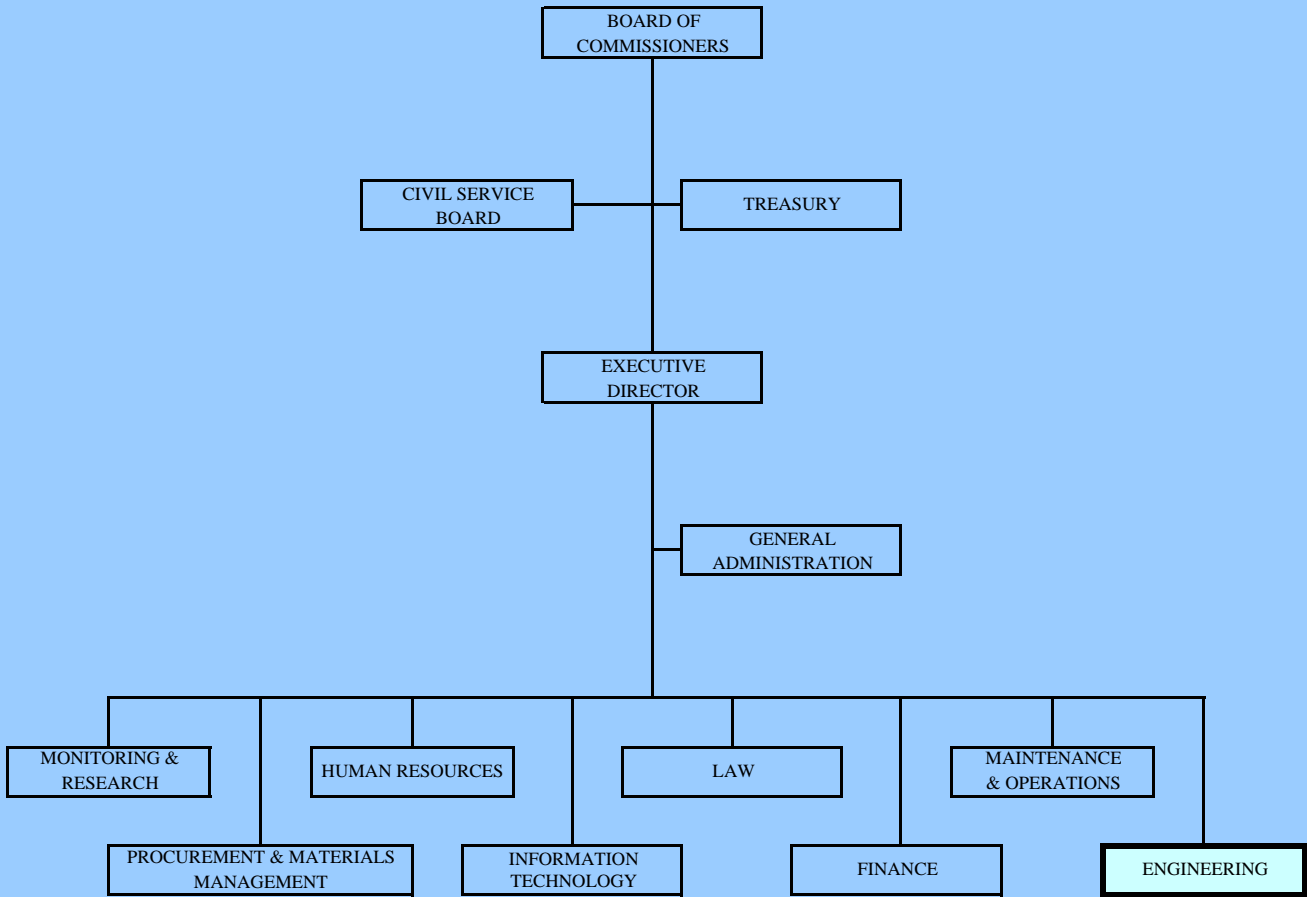 BOARD OF
COMMISSIONERS
CIVIL SERVICE
BOARD
TREASURY
EXECUTIVE
DIRECTOR
GENERAL
ADMINISTRATION
MONITORING &
RESEARCH
HUMAN RESOURCES
LAW
MAINTENANCE
& OPERATIONS
PROCUREMENT & MATERIALS
MANAGEMENT
INFORMATION
TECHNOLOGY
FINANCE
ENGINEERING